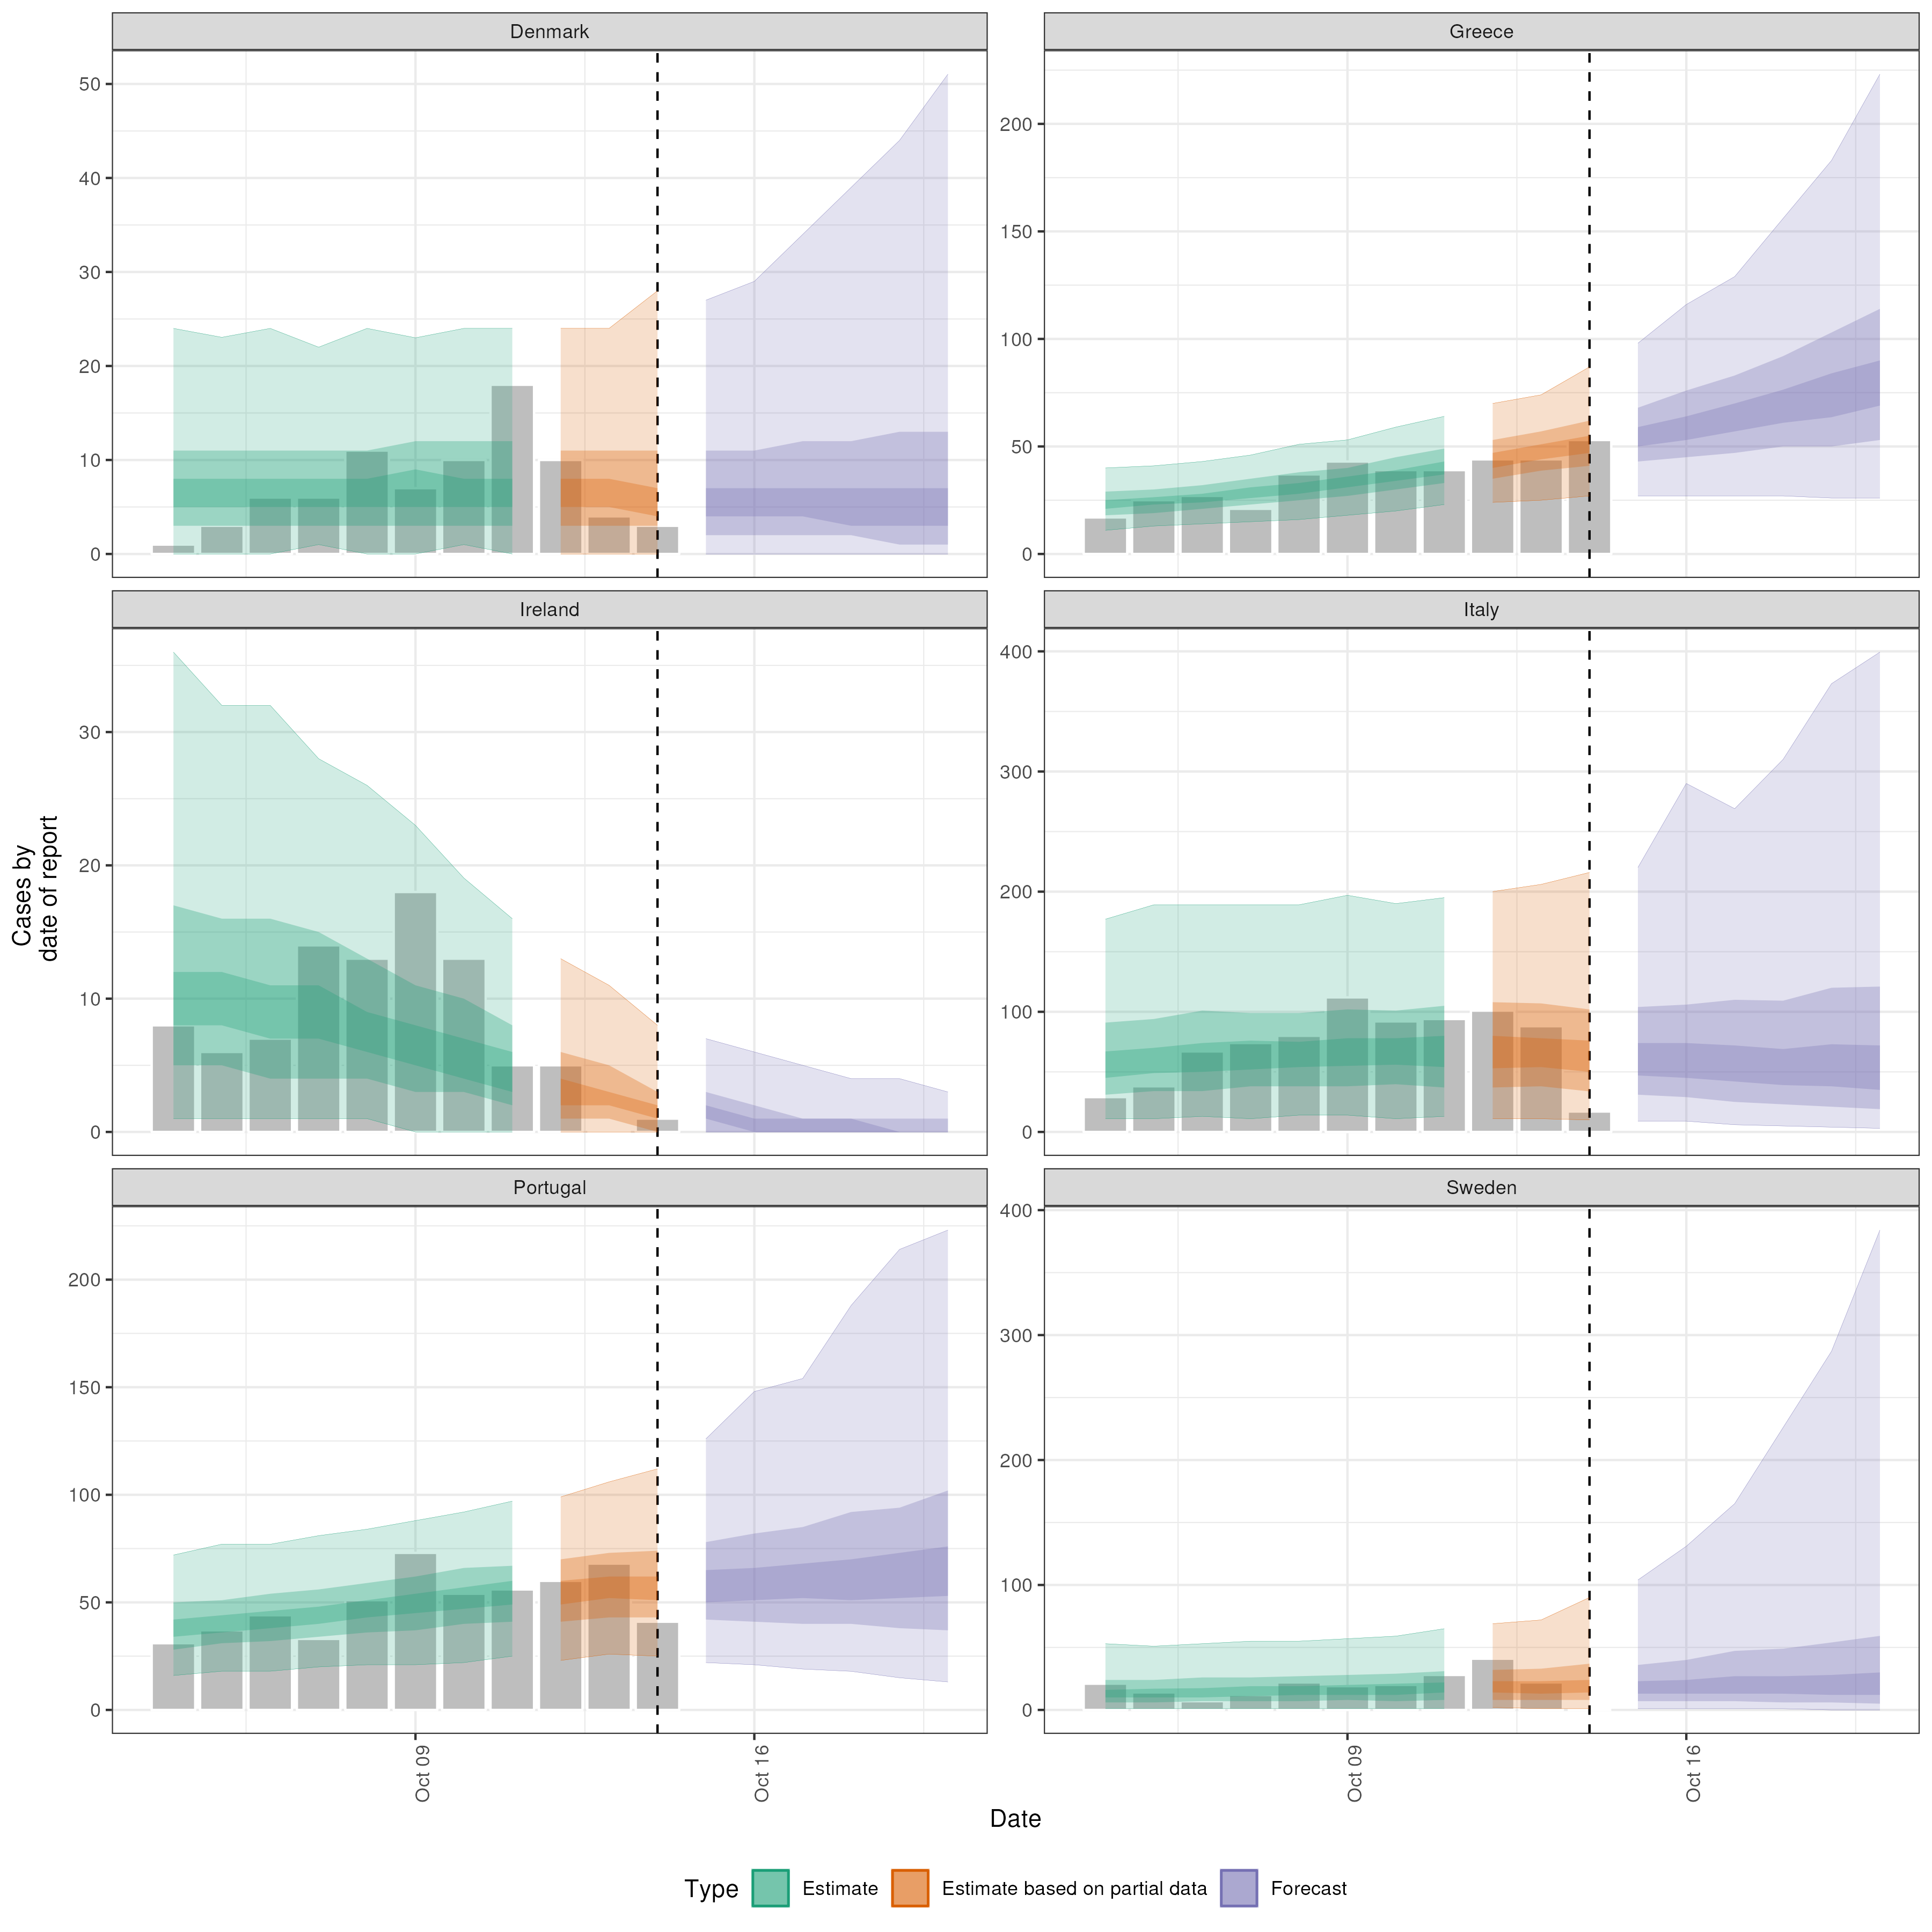 Denmark
Greece
50
40
30
20
10
0
200
150
100
50
0
Ireland
Italy
30
20
10
0
400
300
200
100
0
Portugal
Sweden
200
150
100
50
0
400
300
200
100
0
Cases by
date of report
Oct 09
Oct 16
Oct 09
Oct 16
Date
Type
Estimate
Estimate based on partial data
Forecast